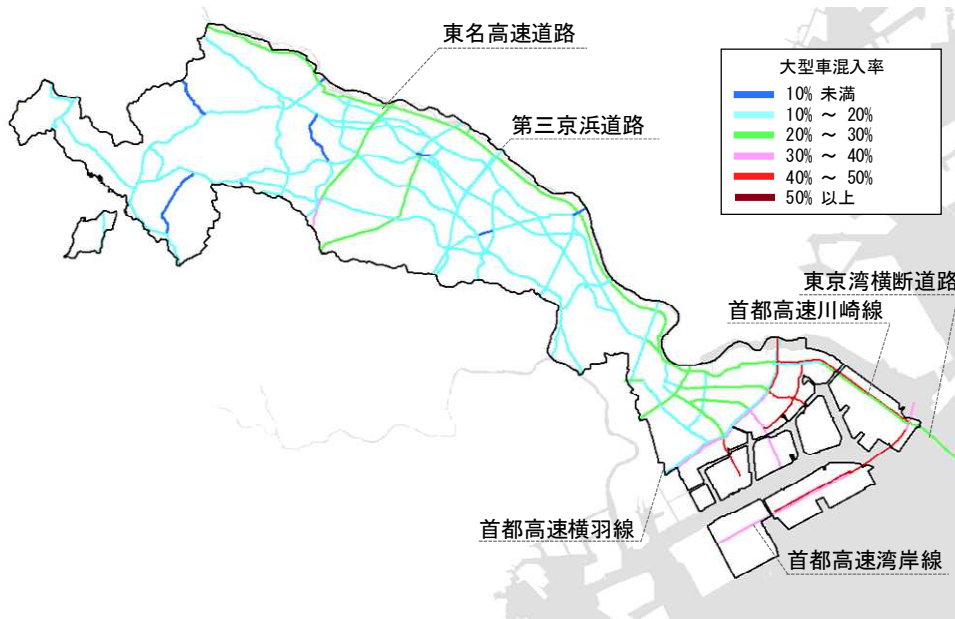 東名高速道路
第三京浜道路
大型車混入率
10% 未満
10% ～ 20%
20% ～ 30%
30% ～ 40%
40% ～ 50%
50% 以上
東京湾横断道路
首都高速川崎線
首都高速横羽線
首都高速湾岸線